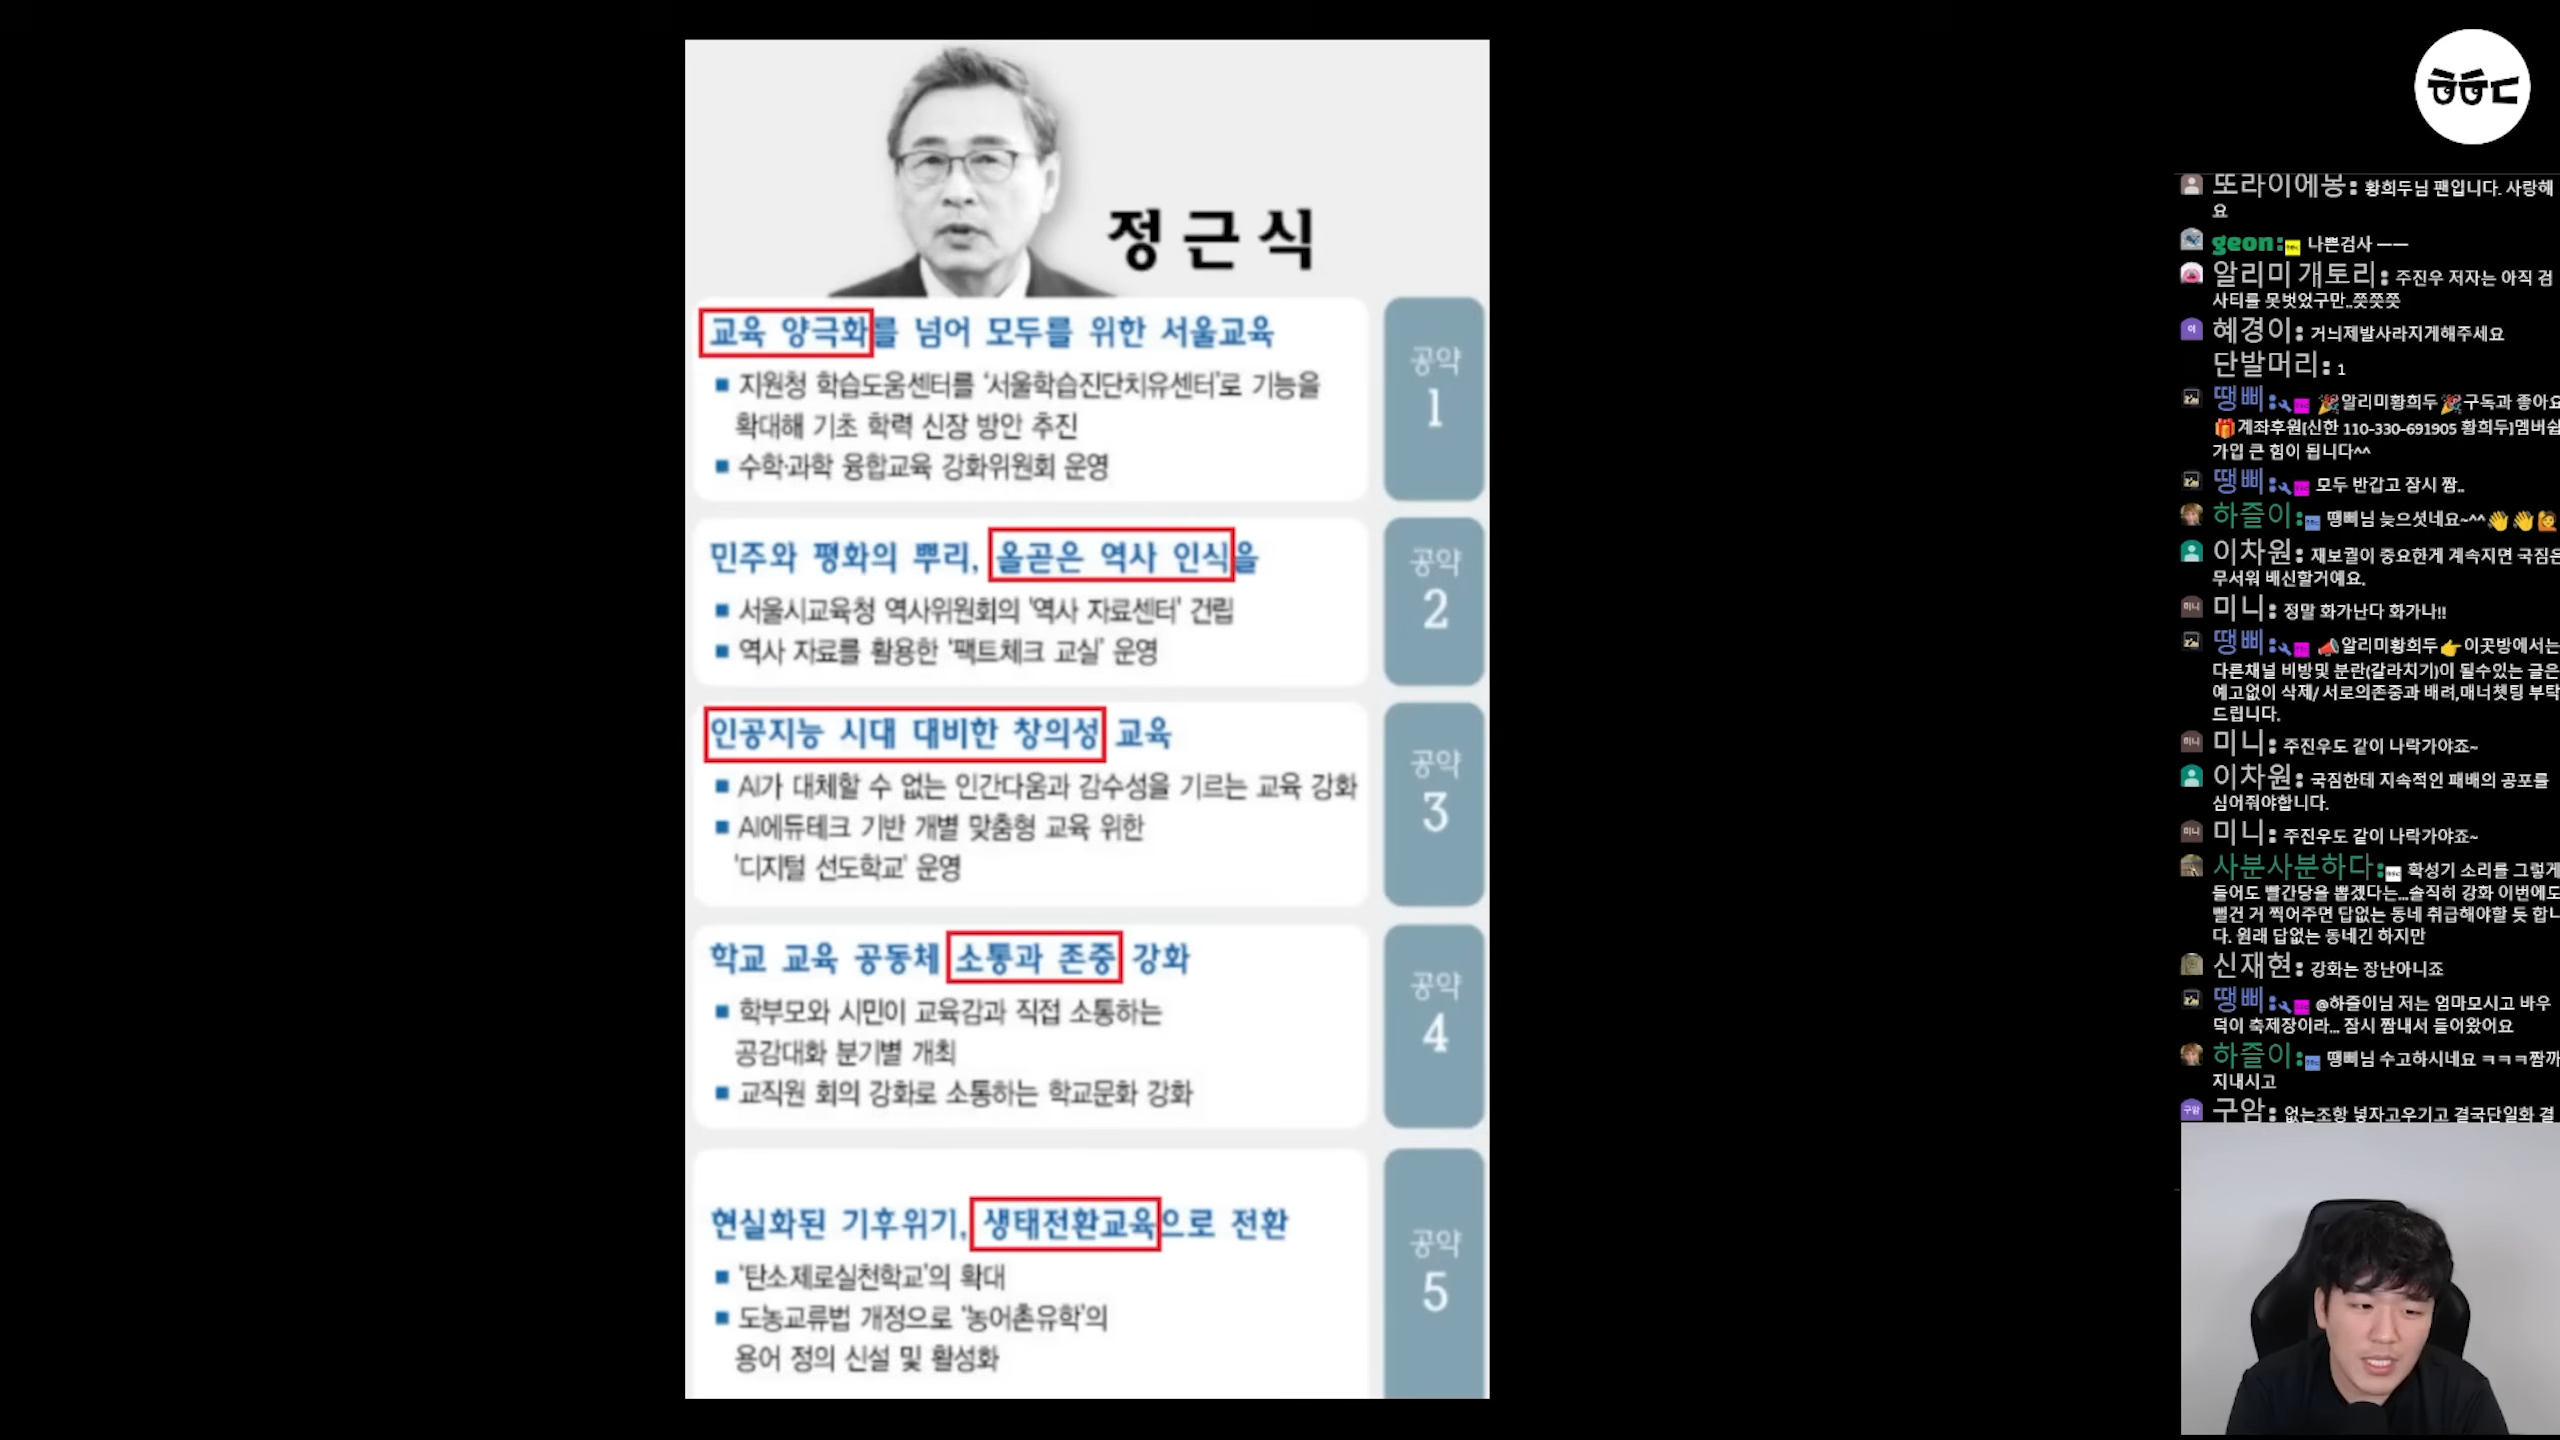 정근식
교육 양극화를 넘어 모두를 위한 서울교육
지원청 학습도움센터를 '서울학습진단치유센터'로 기능을
확대해 기초 학력 신장 방안 추진
수학·과학 융합교육 강화위원회 운영
공약
1
민주와 평화의 뿌리, 올곧은 역사 인식을
서울시교육청 역사위원회의 '역사 자료센터' 건립
역사 자료를 활용한 '팩트체크 교실' 운영
공약
2
인공지능 시대 대비한 창의성 교육
AI가 대체할 수 없는 인간다움과 감수성을 기르는 교육 강화
AI에듀테크 기반 개별 맞춤형 교육 위한
'디지털 선도학교' 운영
공약
3
학교 교육 공동체 소통과 존중 강화
학부모와 시민이 교육감과 직접 소통하는
공감대화 분기별 개최
교직원 회의 강화로 소통하는 학교문화 강화
공약
4
현실화된 기후위기, 생태전환교육으로 전환
'탄소제로실천학교'의 확대
도농교류법 개정으로 '농어촌유학'의
용어 정의 신설 및 활성화
공약
5
또라이에몽: 황희두님 팬입니다. 사랑해
요
geon: 나쁜검사 ㅡㅡ
알리미 개토리: 주진우 저자는 아직 검
사티를 못벗었구만..쯧쯧쯧
혜경이: 거늬제발사라지게해주세요
단발머리: 1
땡삐: 🎉알리미황희두🎉구독과 좋아요
🎁계좌후원[신한 110-330-691905 황희두]멤버쉽
가입 큰 힘이 됩니다^^
땡삐: 모두 반갑고 잠시 짬..
하즐이: 땡삐님 늦으셧네요~^^👋👋🙋
이차원: 재보궐이 중요한게 계속지면 국짐은
무서워 배신할거예요.
미니: 정말 화가난다 화가나!!
땡삐: 📣알리미황희두👉이곳방에서는
다른채널 비방및 분란(갈라치기)이 될수있는 글은
예고없이 삭제/ 서로의존중과 배려,매너쳇팅 부탁
드립니다.
미니: 주진우도 같이 나락가야죠~
이차원: 국짐한테 지속적인 패배의 공포를
심어줘야합니다.
미니: 주진우도 같이 나락가야죠~
사분사분하다: 확성기 소리를 그렇게
들어도 빨간당을 뽑겠다는...솔직히 강화 이번에도
뻘건 거 찍어주면 답없는 동네 취급해야할 듯 합니
다. 원래 답없는 동네긴 하지만
신재현: 강화는 장난아니죠
땡삐: @하즐이님 저는 엄마모시고 바우
덕이 축제장이라... 잠시 짬내서 들어왔어요
하즐이: 땡삐님 수고하시네요 ㅋㅋㅋ짬까
지내시고
구암: 없는조항 넣자고우기고 결국단일화 결